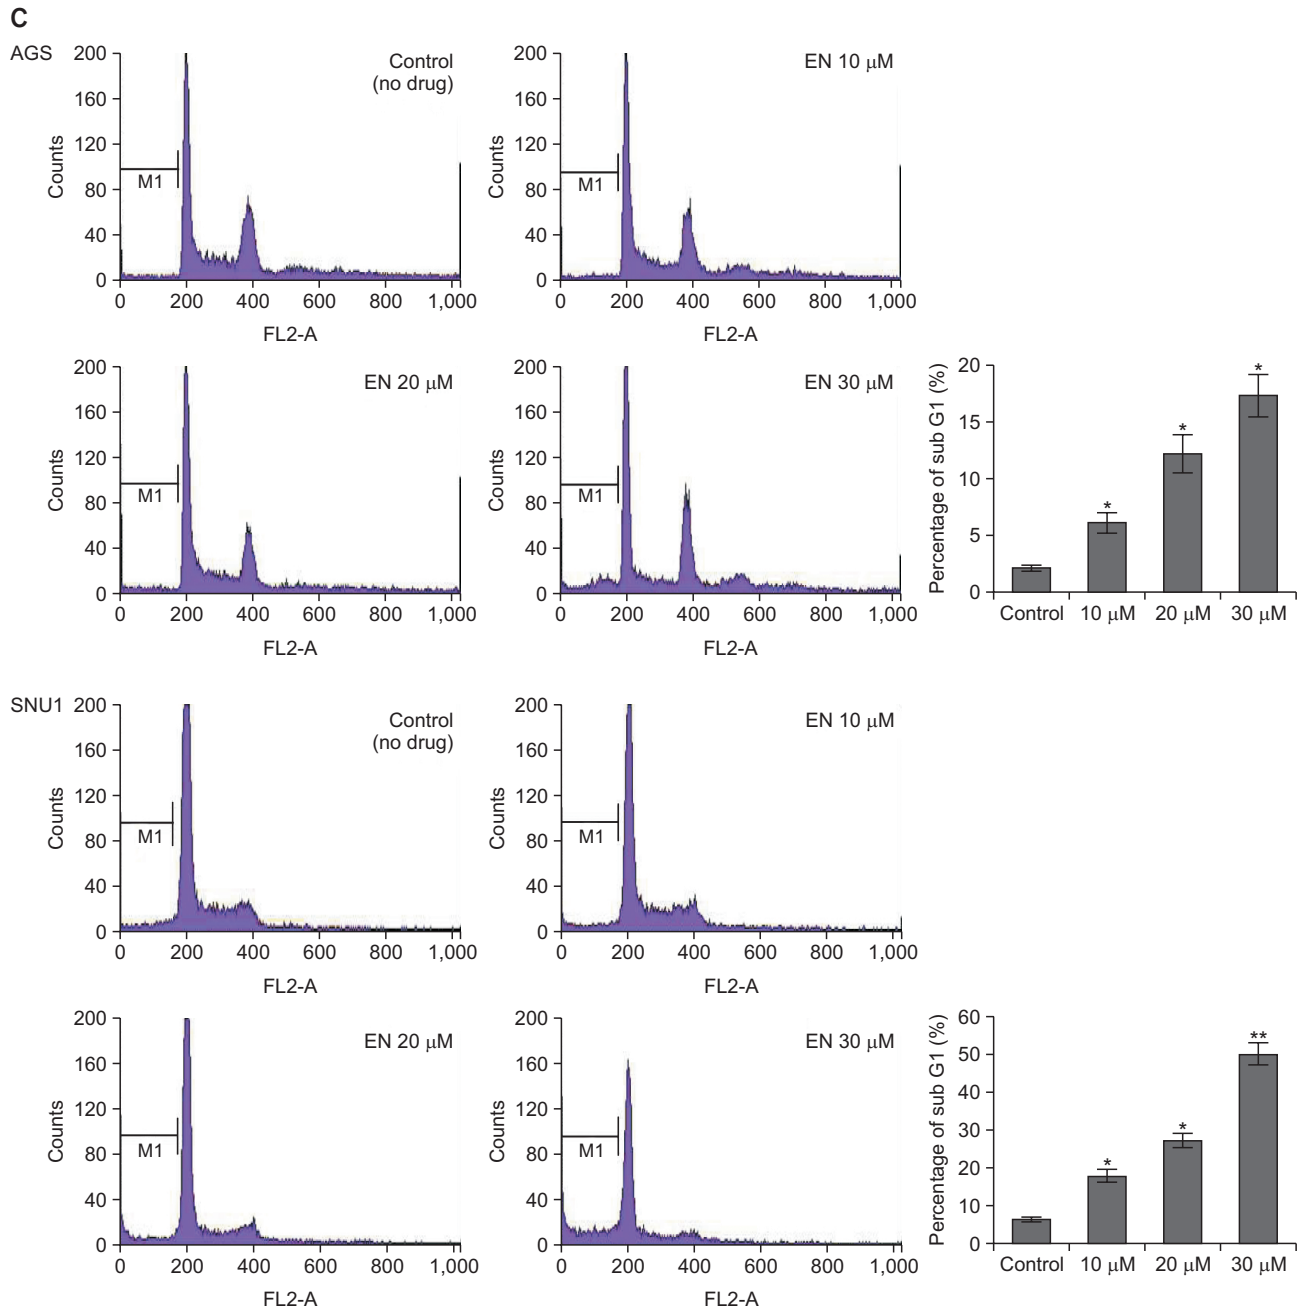 C
AGS
Control
(no drug)
200
160
120
80
40
0
Counts
M1
0 200 400 600 800 1,000
FL2-A
EN 10 μM
200
160
120
80
40
0
Counts
M1
0 200 400 600 800 1,000
FL2-A
EN 20 μM
200
160
120
80
40
0
Counts
M1
0 200 400 600 800 1,000
FL2-A
EN 30 μM
200
160
120
80
40
0
Counts
M1
0 200 400 600 800 1,000
FL2-A
Percentage of sub G1 (%)
20
15
10
5
0
* * *
Control 10 μM 20 μM 30 μM
SNU1
Control
(no drug)
200
160
120
80
40
0
Counts
M1
0 200 400 600 800 1,000
FL2-A
EN 10 μM
200
160
120
80
40
0
Counts
M1
0 200 400 600 800 1,000
FL2-A
EN 20 μM
200
160
120
80
40
0
Counts
M1
0 200 400 600 800 1,000
FL2-A
EN 30 μM
200
160
120
80
40
0
Counts
M1
0 200 400 600 800 1,000
FL2-A
Percentage of sub G1 (%)
60
50
40
30
20
10
0
* * **
Control 10 μM 20 μM 30 μM